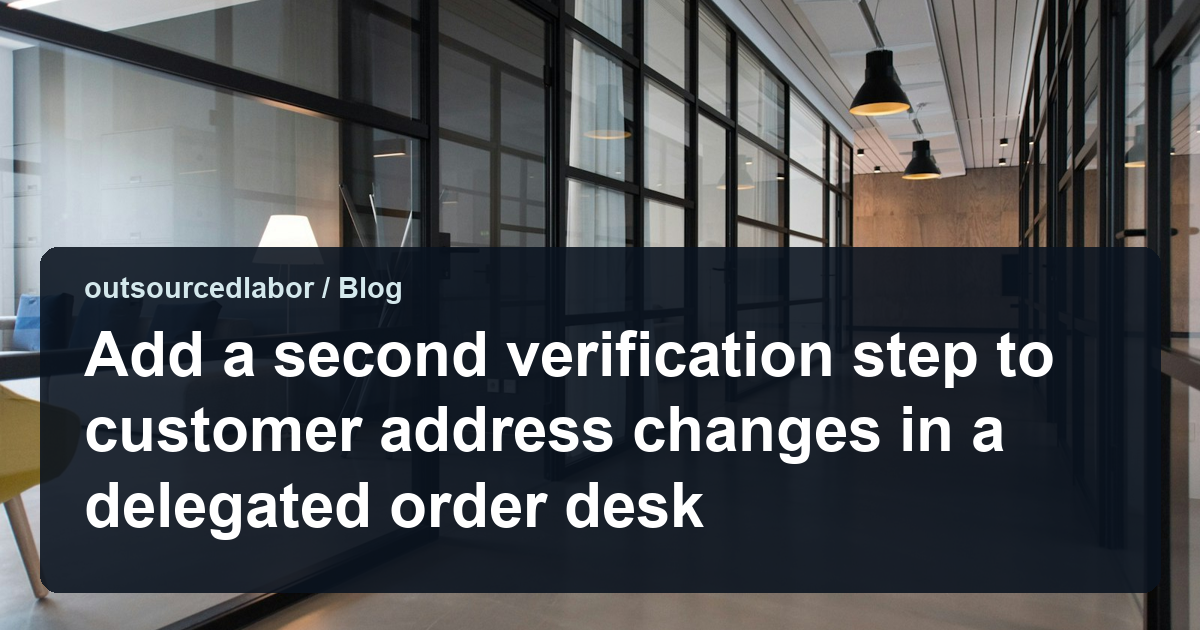 outsourcedlabor / Blog
Add a second verification step to
customer address changes in a
delegated order desk